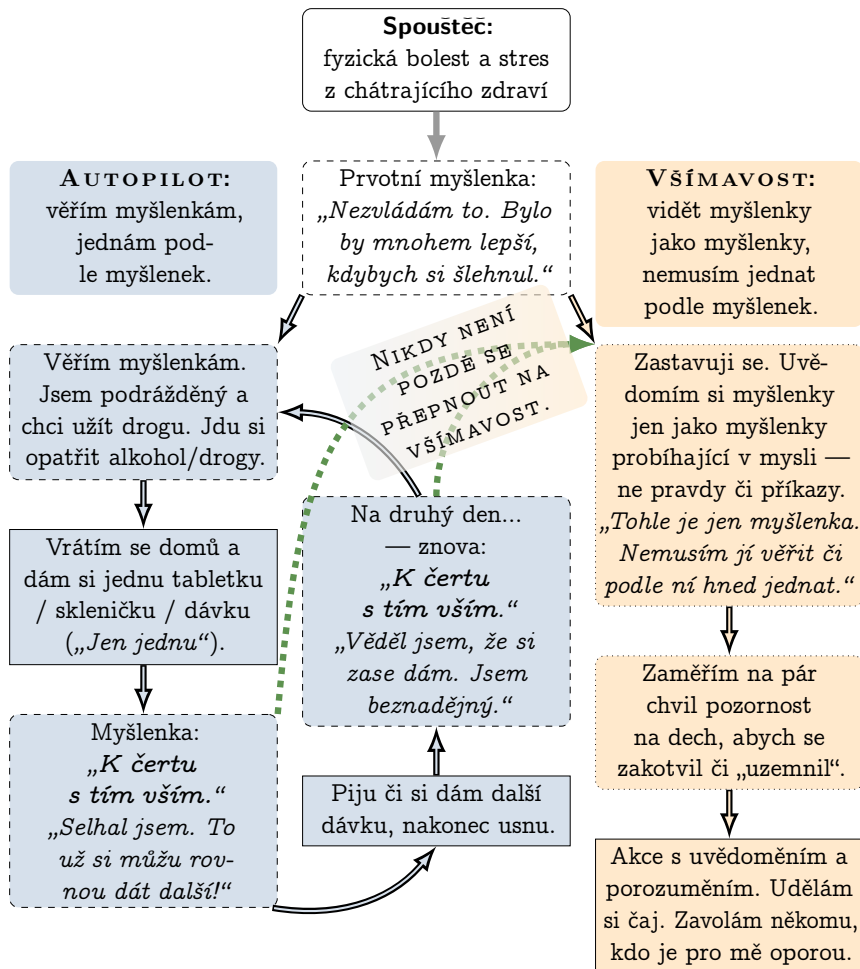 Spouštěč:
fyzická bolest a stres
z chátrajícího zdraví
AUTOPILOT:
věřím myšlenkám,
jednám pod-
le myšlenek.
Prvotní myšlenka:
„Nezvládám to. Bylo
by mnohem lepší,
kdybych si šlehnul.“
VŠÍMAVOST:
vidět myšlenky
jako myšlenky,
nemusím jednat
podle myšlenek.
NIKDY NENÍ
POZDĚ SE
PŘEPNOUT NA
VŠÍMAVOST.
Věřím myšlenkám.
Jsem podrážděný a
chci užít drogu. Jdu si
opatřit alkohol/drogy.
Vrátím se domů a
dám si jednu tabletku
/ skleničku / dávku
(„Jen jednu“).
Myšlenka:
„K čertu
s tím vším.“
„Selhal jsem. To
už si můžu rov-
nou dát další!“
Piju či si dám další
dávku, nakonec usnu.
Na druhý den...
— znova:
„K čertu
s tím vším.“
„Věděl jsem, že si
zase dám. Jsem
beznadějný.“
Zastavuji se. Uvě-
domím si myšlenky
jen jako myšlenky
probíhající v mysli —
ne pravdy či příkazy.
„Tohle je jen myšlenka.
Nemusím jí věřit či
podle ní hned jednat.“
Zaměřím na pár
chvil pozornost
na dech, abych se
zakotvil či „uzemnil“.
Akce s uvědoměním a
porozuměním. Udělám
si čaj. Zavolám někomu,
kdo je pro mě oporou.